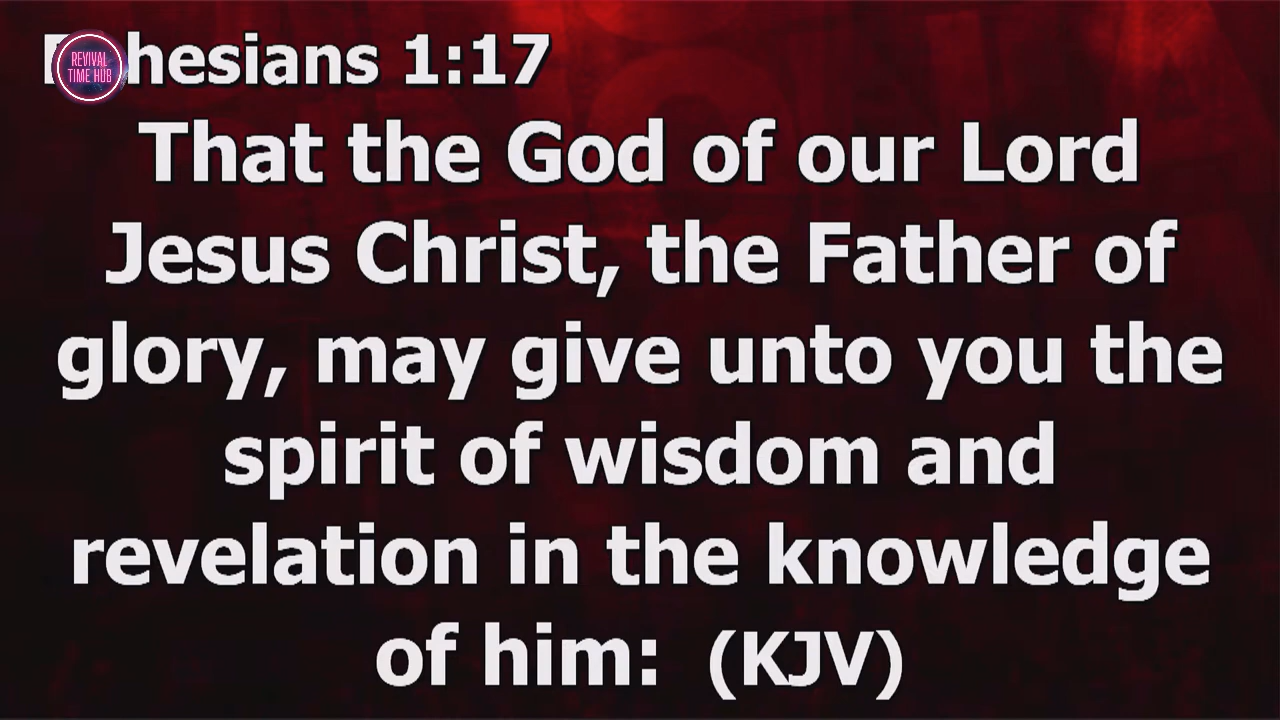 REVIVAL
TIME HUB
Ephesians 1:17
That the God of our Lord
Jesus Christ, the Father of
glory, may give unto you the
spirit of wisdom and
revelation in the knowledge
of him: (KJV)